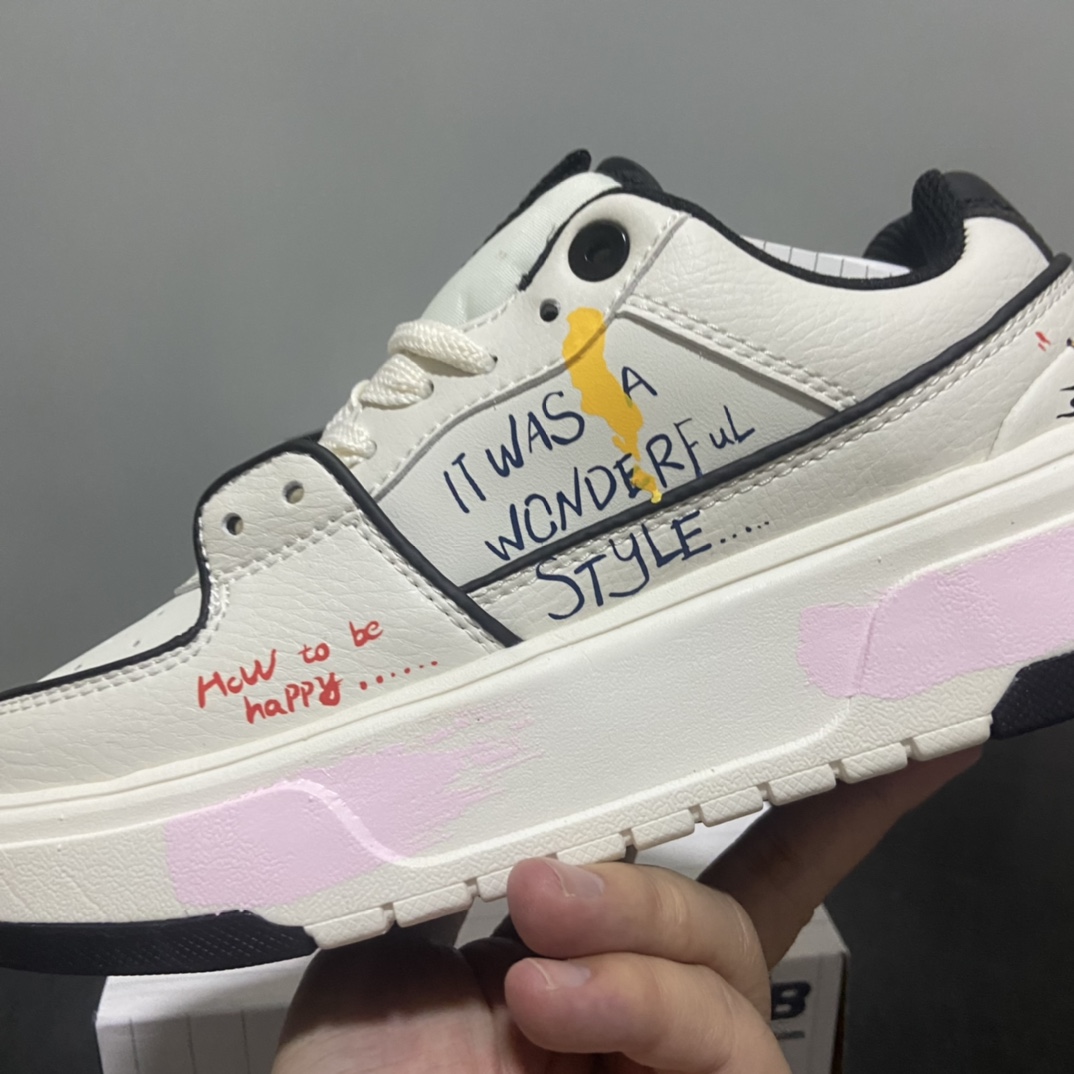 IT WAS A
WONDERFuL
STYLE.....
HoW to be
happy......
B